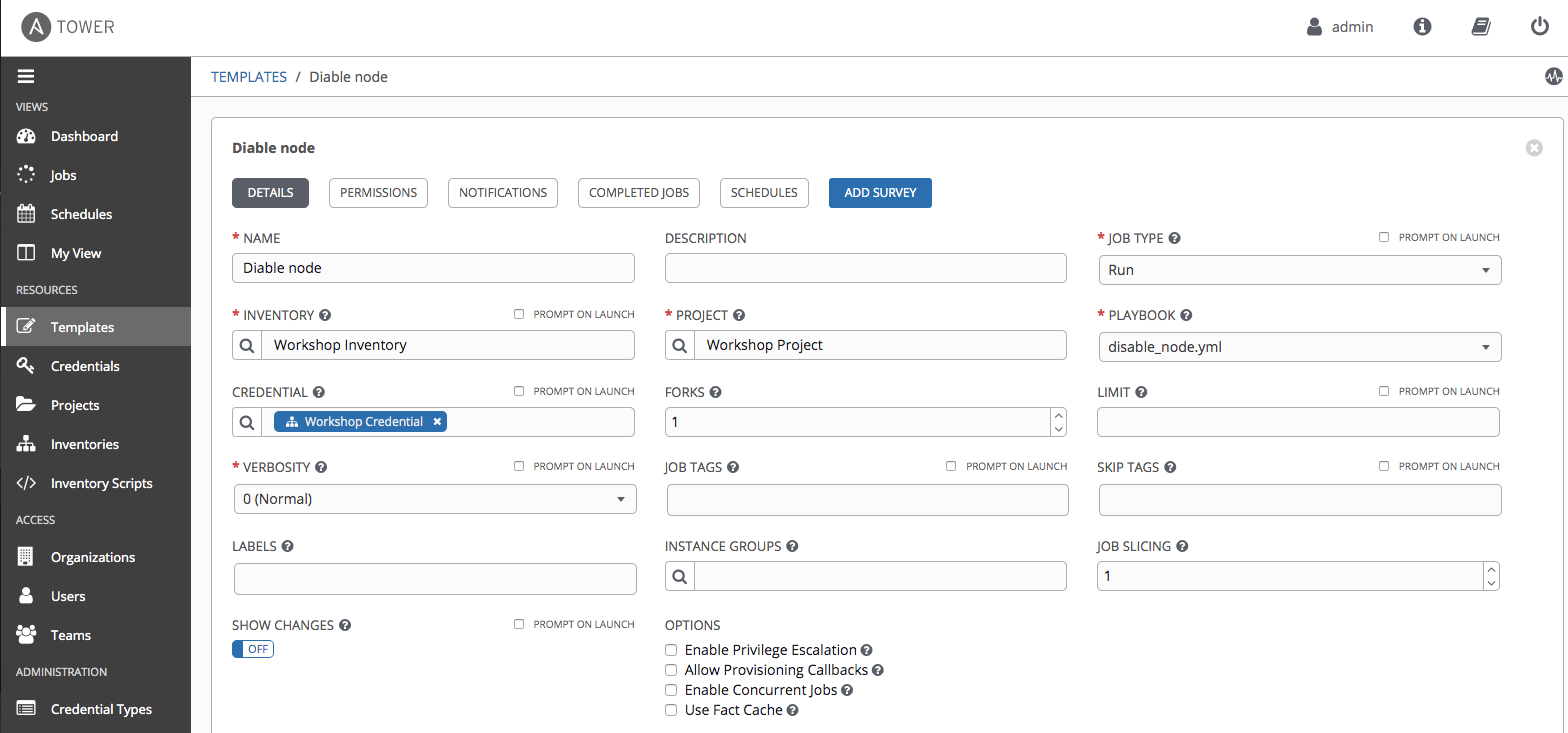 TOWER
admin
VIEWS
Dashboard
Jobs
Schedules
My View
RESOURCES
Templates
Credentials
Projects
Inventories
Inventory Scripts
ACCESS
Organizations
Users
Teams
ADMINISTRATION
Credential Types
TEMPLATES / Diable node
Diable node
DETAILS PERMISSIONS NOTIFICATIONS COMPLETED JOBS SCHEDULES ADD SURVEY
* NAME
Diable node
DESCRIPTION
* JOB TYPE PROMPT ON LAUNCH
Run
* INVENTORY PROMPT ON LAUNCH
Workshop Inventory
* PROJECT
Workshop Project
* PLAYBOOK
disable_node.yml
CREDENTIAL PROMPT ON LAUNCH
Workshop Credential
FORKS
1
LIMIT PROMPT ON LAUNCH
* VERBOSITY PROMPT ON LAUNCH
0 (Normal)
JOB TAGS PROMPT ON LAUNCH
SKIP TAGS PROMPT ON LAUNCH
LABELS
INSTANCE GROUPS
JOB SLICING
1
SHOW CHANGES PROMPT ON LAUNCH
OFF
OPTIONS
Enable Privilege Escalation
Allow Provisioning Callbacks
Enable Concurrent Jobs
Use Fact Cache